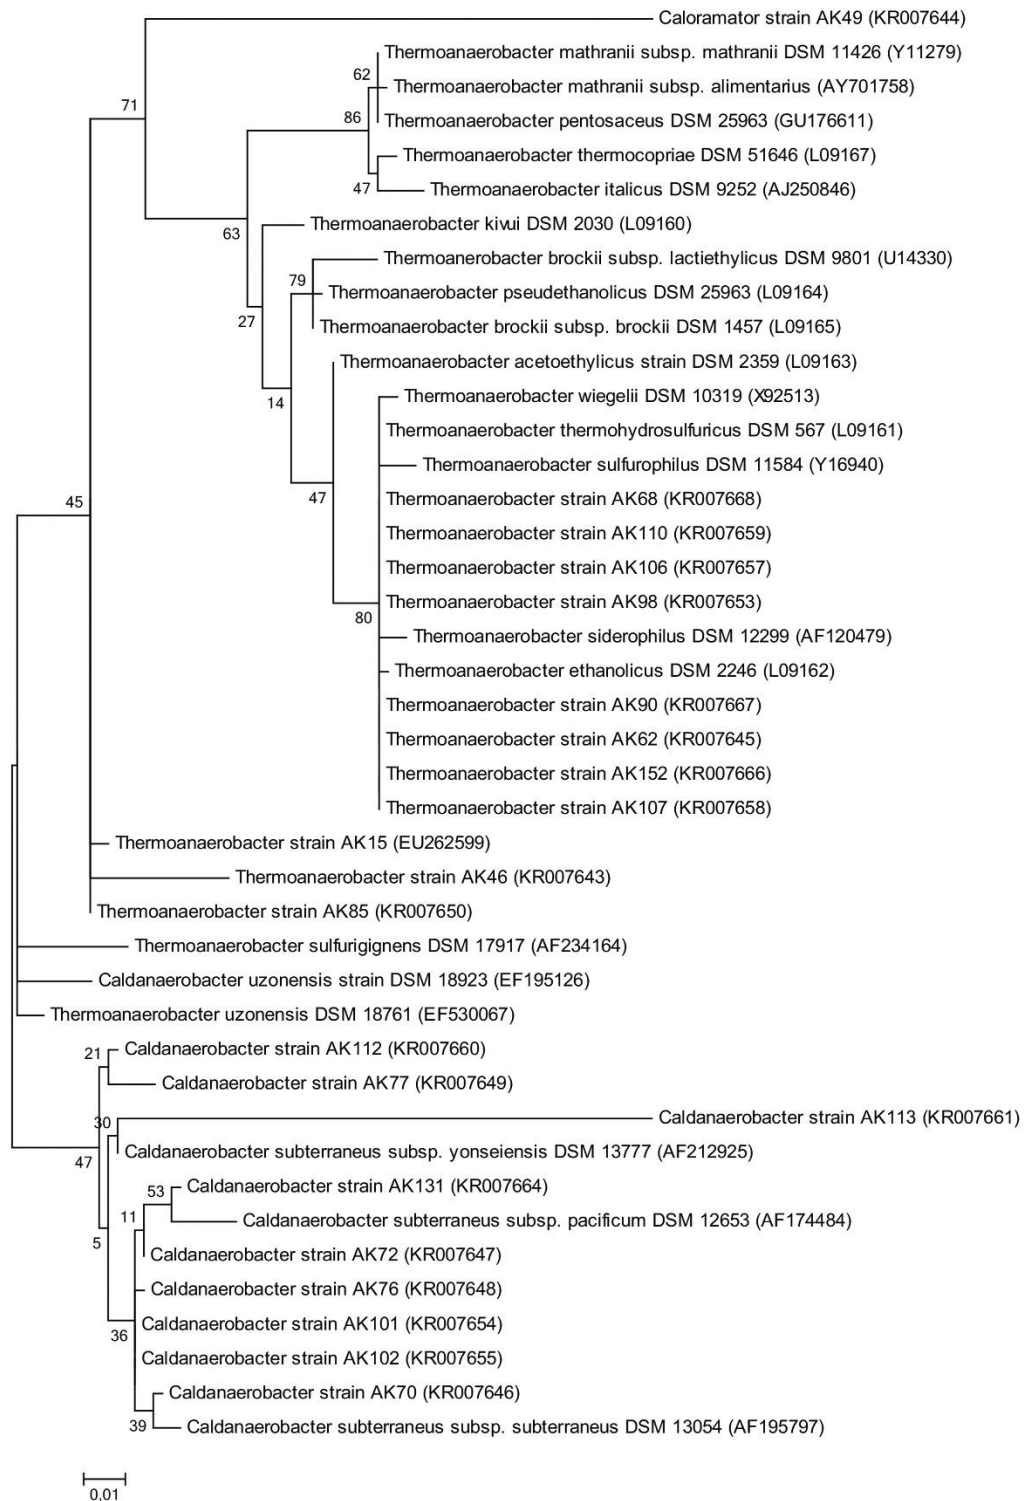 Caloramator strain AK49 (KR007644)
Thermoanaerobacter mathranii subsp. mathranii DSM 11426 (Y11279)
62
Thermoanaerobacter mathranii subsp. alimentarius (AY701758)
71
86
Thermoanaerobacter pentosaceus DSM 25963 (GU176611)
Thermoanaerobacter thermocopriae DSM 51646 (L09167)
47
Thermoanaerobacter italicus DSM 9252 (AJ250846)
Thermoanaerobacter kivui DSM 2030 (L09160)
63
Thermoanerobacter brockii subsp. lactiethylicus DSM 9801 (U14330)
79
Thermoanaerobacter pseudethanolicus DSM 25963 (L09164)
27
Thermoanaerobacter brockii subsp. brockii DSM 1457 (L09165)
Thermoanaerobacter acetoethylicus strain DSM 2359 (L09163)
14
Thermoanaerobacter wiegelii DSM 10319 (X92513)
Thermoanaerobacter thermohydrosulfuricus DSM 567 (L09161)
Thermoanaerobacter sulfurophilus DSM 11584 (Y16940)
45
47
Thermoanaerobacter strain AK68 (KR007668)
Thermoanaerobacter strain AK110 (KR007659)
Thermoanaerobacter strain AK106 (KR007657)
Thermoanaerobacter strain AK98 (KR007653)
80
Thermoanaerobacter siderophilus DSM 12299 (AF120479)
Thermoanaerobacter ethanolicus DSM 2246 (L09162)
Thermoanaerobacter strain AK90 (KR007667)
Thermoanaerobacter strain AK62 (KR007645)
Thermoanaerobacter strain AK152 (KR007666)
Thermoanaerobacter strain AK107 (KR007658)
Thermoanaerobacter strain AK15 (EU262599)
Thermoanaerobacter strain AK46 (KR007643)
Thermoanaerobacter strain AK85 (KR007650)
Thermoanaerobacter sulfurigignens DSM 17917 (AF234164)
Caldanaerobacter uzonensis strain DSM 18923 (EF195126)
Thermoanaerobacter uzonensis DSM 18761 (EF530067)
21
Caldanaerobacter strain AK112 (KR007660)
Caldanaerobacter strain AK77 (KR007649)
30
Caldanaerobacter strain AK113 (KR007661)
47
Caldanaerobacter subterraneus subsp. yonseiensis DSM 13777 (AF212925)
53
Caldanaerobacter strain AK131 (KR007664)
11
Caldanaerobacter subterraneus subsp. pacificum DSM 12653 (AF174484)
5
Caldanaerobacter strain AK72 (KR007647)
Caldanaerobacter strain AK76 (KR007648)
36
Caldanaerobacter strain AK101 (KR007654)
Caldanaerobacter strain AK102 (KR007655)
Caldanaerobacter strain AK70 (KR007646)
39
Caldanaerobacter subterraneus subsp. subterraneus DSM 13054 (AF195797)
0,01